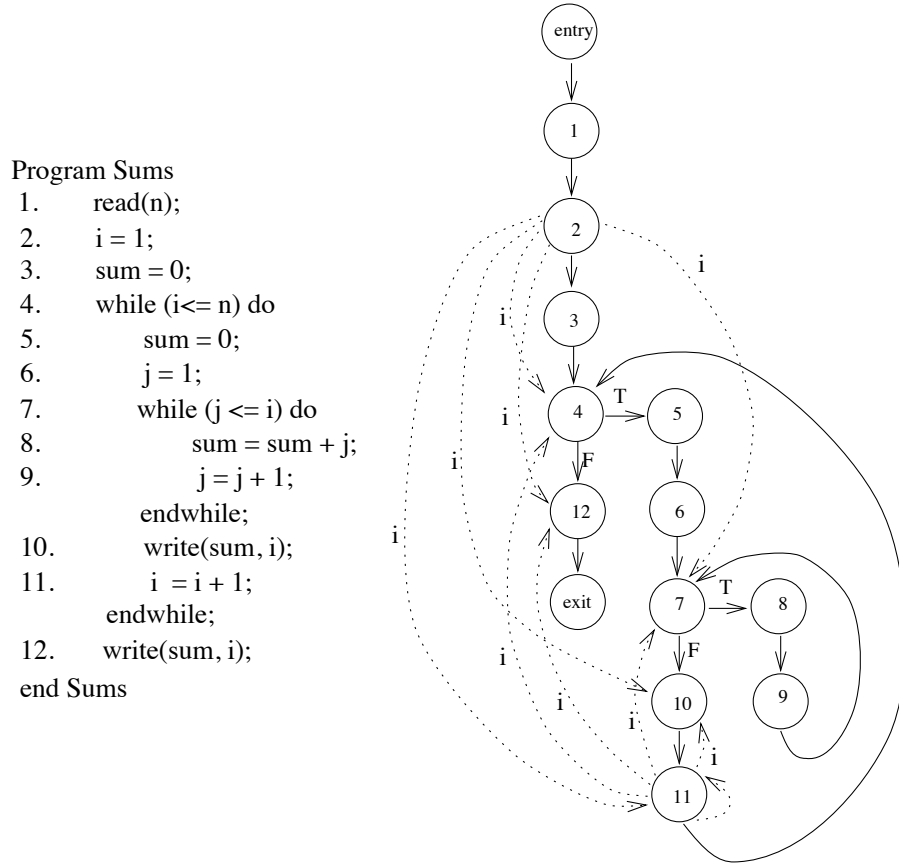 Program Sums
1. read(n);
2. i = 1;
3. sum = 0;
4. while (i<= n) do
5. sum = 0;
6. j = 1;
7. while (j <= i) do
8. sum = sum + j;
9. j = j + 1;
endwhile;
10. write(sum, i);
11. i = i + 1;
endwhile;
12. write(sum, i);
end Sums
entry
1
2
i
3
i
4
T
5
i
F
i
12
6
i
exit
7
T
8
F
i
10
9
i
i
i
11